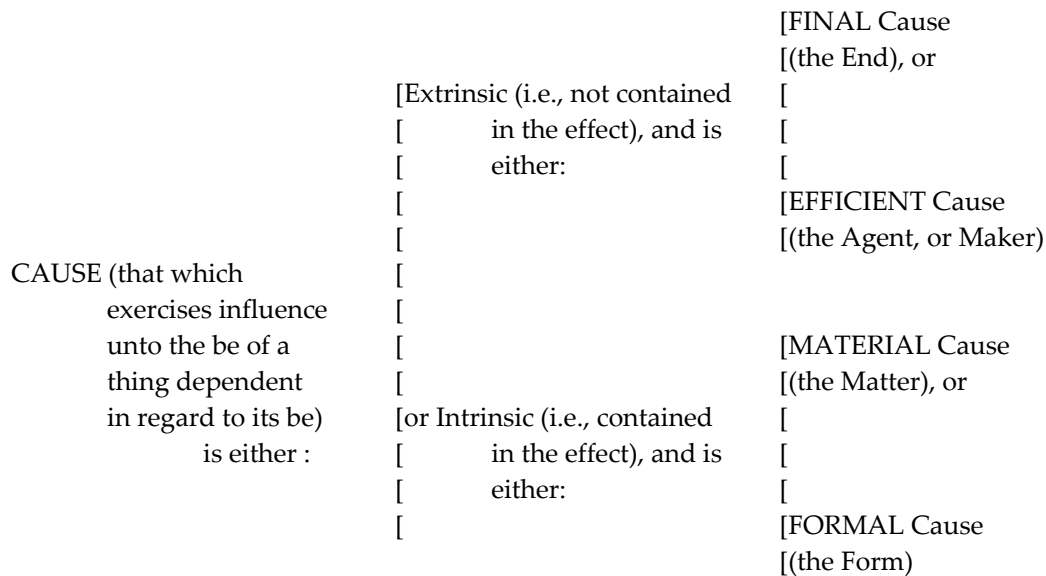 [FINAL Cause
[(the End), or
[Extrinsic (i.e., not contained [
[ in the effect), and is [
[ either: [
[ [EFFICIENT Cause
[ [(the Agent, or Maker)
CAUSE (that which [
exercises influence [
unto the be of a [ [MATERIAL Cause
thing dependent [ [(the Matter), or
in regard to its be) [or Intrinsic (i.e., contained [
is either : [ in the effect), and is [
[ either: [
[ [FORMAL Cause
[(the Form)